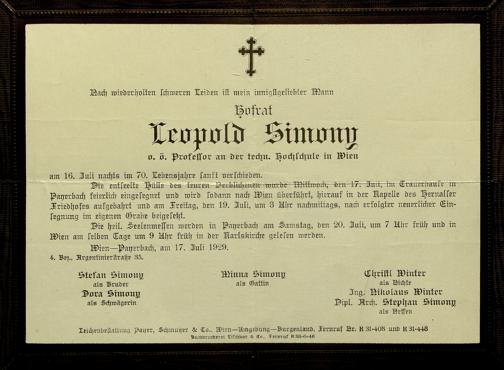 Nach wiederholten schweren Leiden ist mein innigstgeliebter Mann
Hofrat
Leopold Simony
o. ö. Professor an der techn. Hochschule in Wien
am 16. Juli nachts im 70. Lebensjahre sanft verschieden.
Die entseelte Hülle des teuren Verblichenen wurde Mittwoch, den 17. Juli, im Trauerhause in
Payerbach feierlich eingesegnet und wird sodann nach Wien überführt, hierauf in der Kapelle des Hernalser
Friedhofes aufgebahrt und am Freitag, den 19. Juli, um 3 Uhr nachmittags, nach erfolgter neuerlicher Ein-
segnung im eigenen Grabe beigesetzt.
Die heil. Seelenmessen werden in Payerbach am Samstag, den 20. Juli, um 7 Uhr früh und in
Wien am selben Tage um 9 Uhr früh in der Karlskirche gelesen werden.
Wien—Payerbach, am 17. Juli 1929.
4. Bez., Argentinierstraße 35.
Stefan Simony
als Bruder
Dora Simony
als Schwägerin
Minna Simony
als Gattin
Christl Winter
als Nichte
Ing. Nikolaus Winter
Dipl. Arch. Stephan Simony
als Neffen
Leichenbestattung Payer, Schmutzer & Co. Wien—Umgebung—Burgenland, Fernruf Nr. R 31-408 und R 31-448